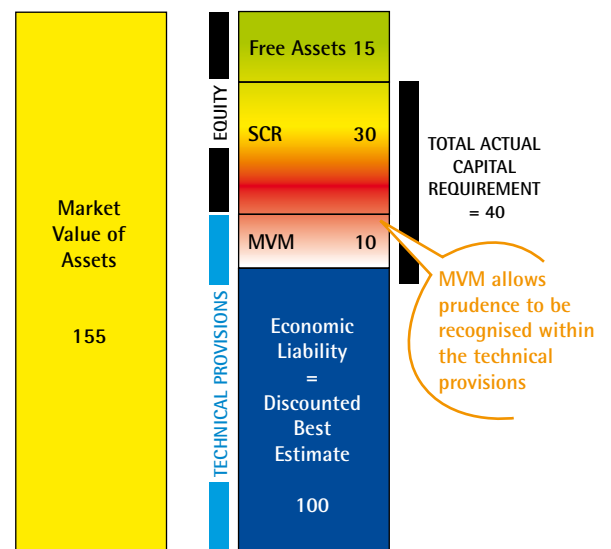 Market
Value of
Assets
155
EQUITY
TECHNICAL PROVISIONS
Free Assets 15
SCR 30
MVM 10
Economic
Liability
=
Discounted
Best
Estimate
100
TOTAL ACTUAL
CAPITAL
REQUIREMENT
= 40
MVM allows
prudence to be
recognised within
the technical
provisions